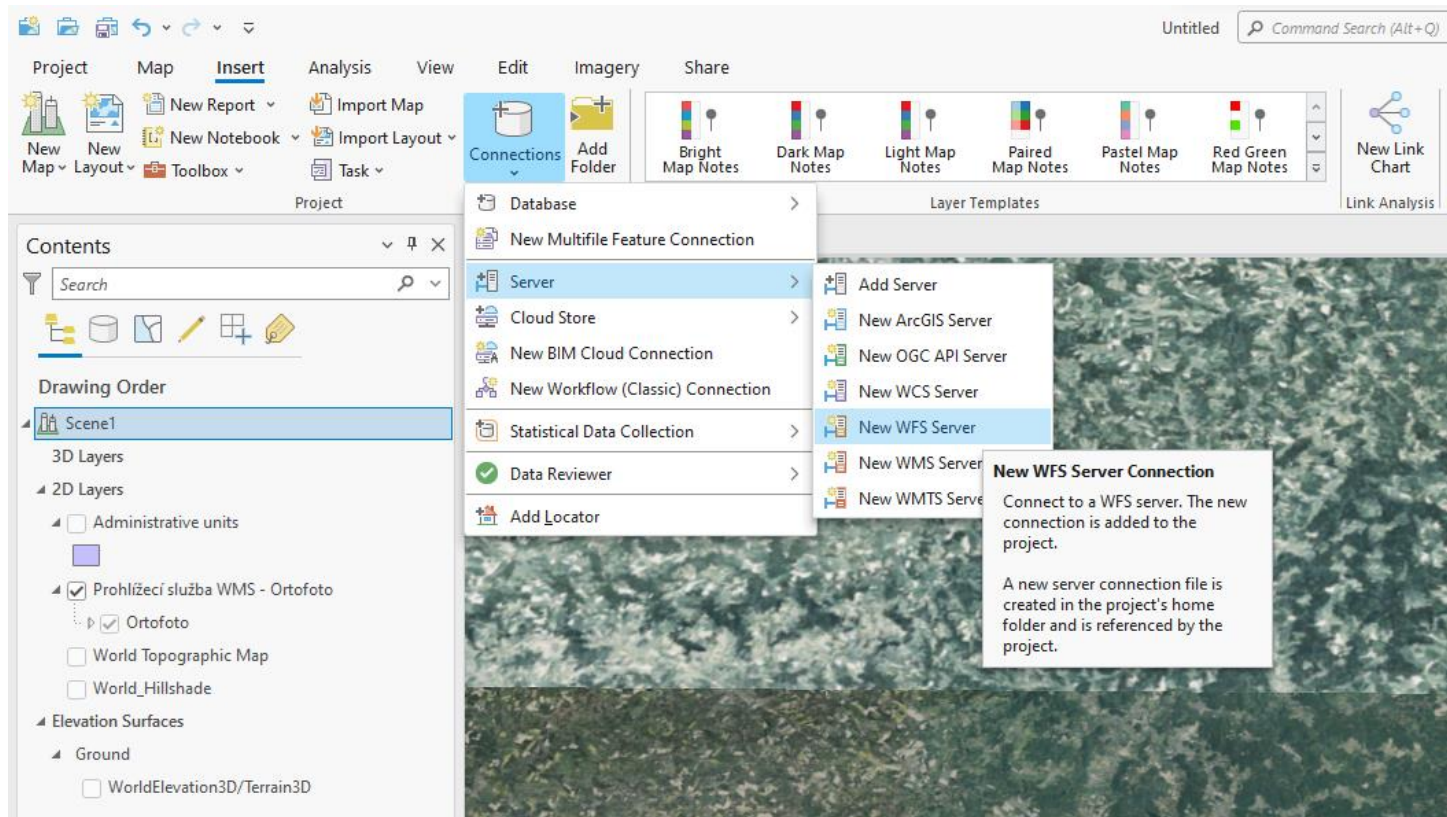 Untitled
Command Search (Alt+Q)
Project Map Insert Analysis View Edit Imagery Share
New Map
New Layout
New Report
New Notebook
Toolbox
Import Map
Import Layout
Task
Project
Connections
Add Folder
Bright Map Notes
Dark Map Notes
Light Map Notes
Paired Map Notes
Pastel Map Notes
Red Green Map Notes
Layer Templates
New Link Chart
Link Analysis
Contents
Search
Drawing Order
Scene1
3D Layers
2D Layers
Administrative units
Prohlížecí služba WMS - Ortofoto
Ortofoto
World Topographic Map
World_Hillshade
Elevation Surfaces
Ground
WorldElevation3D/Terrain3D
Database
New Multifile Feature Connection
Server
Cloud Store
New BIM Cloud Connection
New Workflow (Classic) Connection
Statistical Data Collection
Data Reviewer
Add Locator
Add Server
New ArcGIS Server
New OGC API Server
New WCS Server
New WFS Server
New WMS Server
New WMTS Serve
New WFS Server Connection
Connect to a WFS server. The new
connection is added to the
project.
A new server connection file is
created in the project's home
folder and is referenced by the
project.